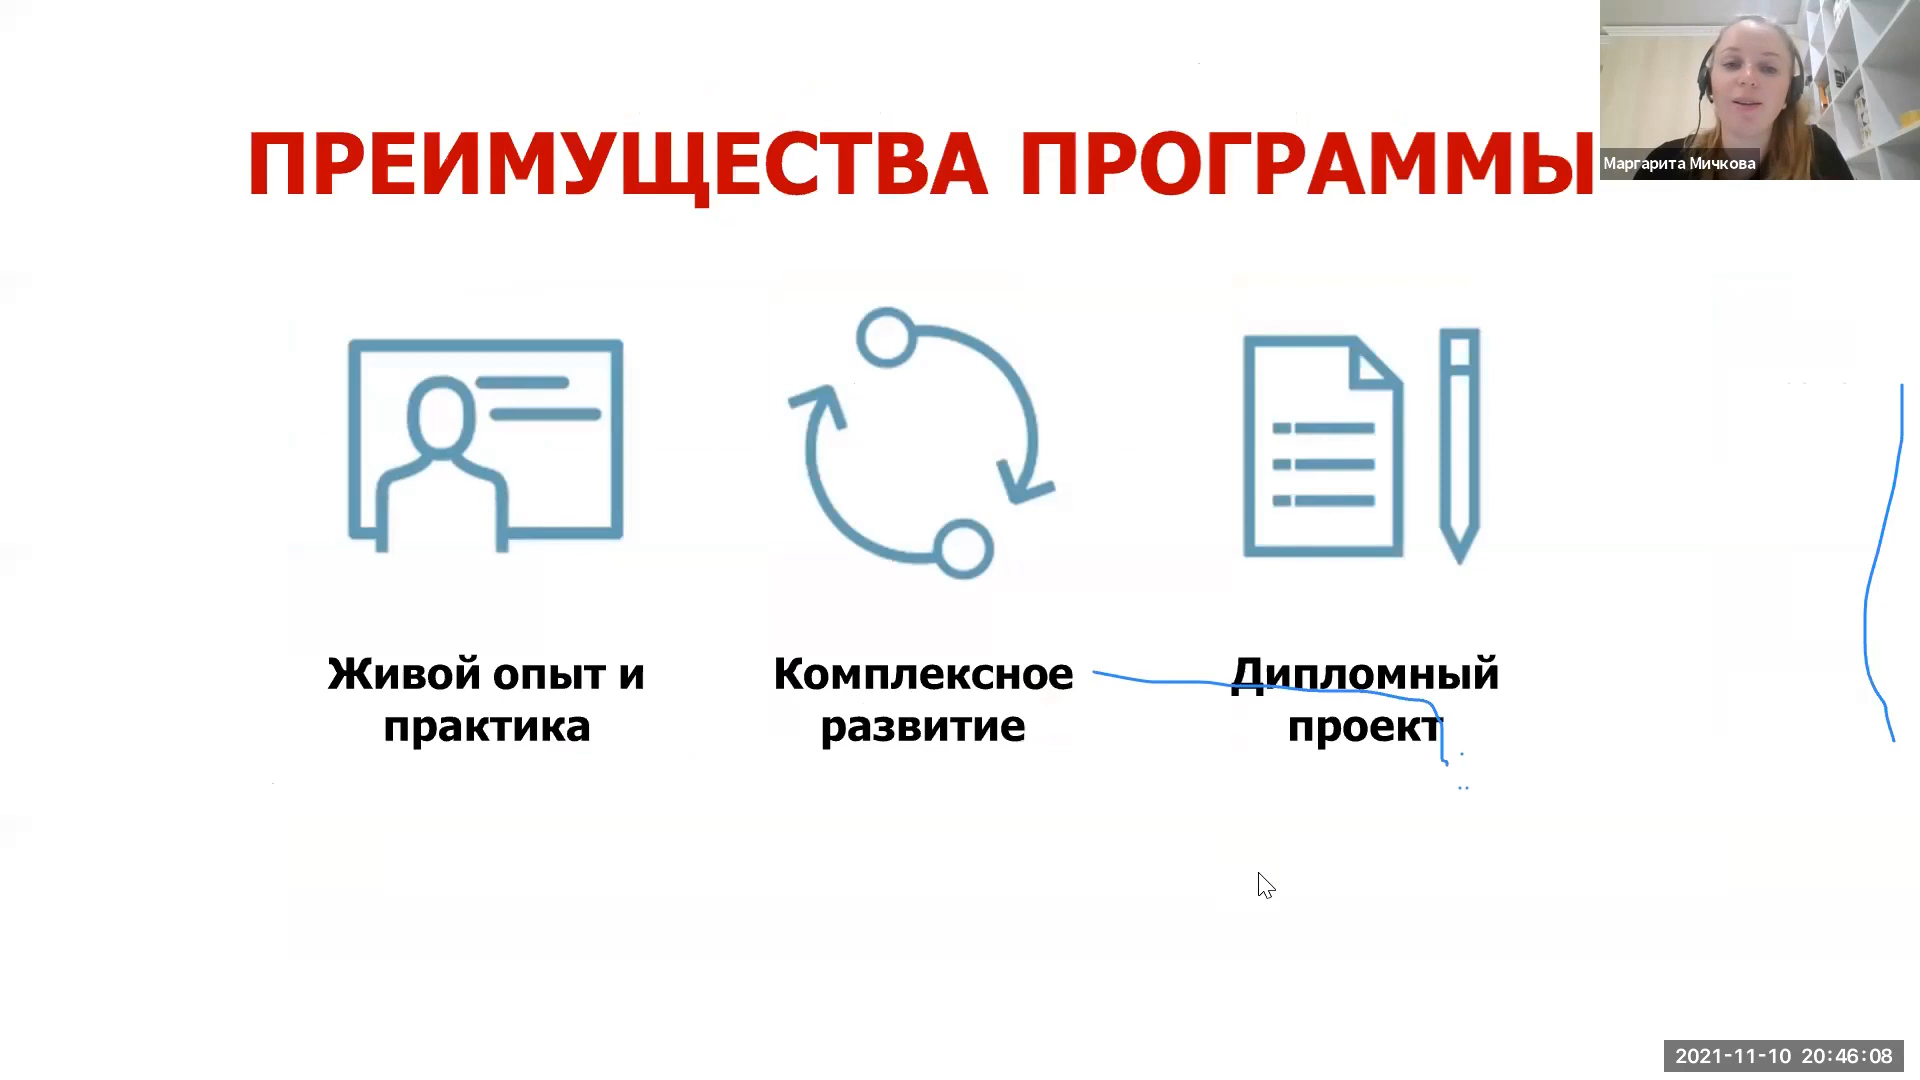 ПРЕИМУЩЕСТВА ПРОГРАММЫ
Маргарита Мичкова
Живой опыт и
практика
Комплексное
развитие
Дипломный
проект
2021-11-10 20:46:08